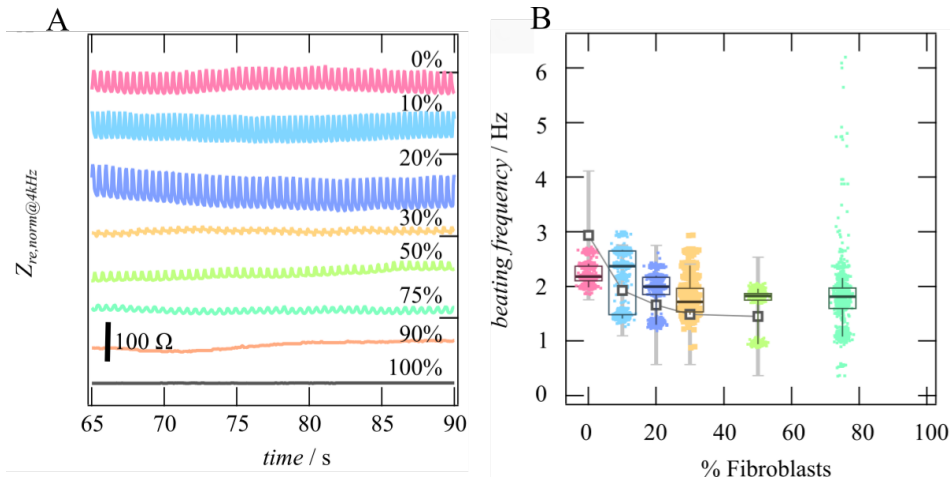 A
0%
10%
20%
30%
50%
75%
90%
100 Ω
100%
Z re,norm@4kHz
65 70 75 80 85 90
time / s
B
6
5
4
3
2
1
0
beating frequency / Hz
0 20 40 60 80 100
% Fibroblasts